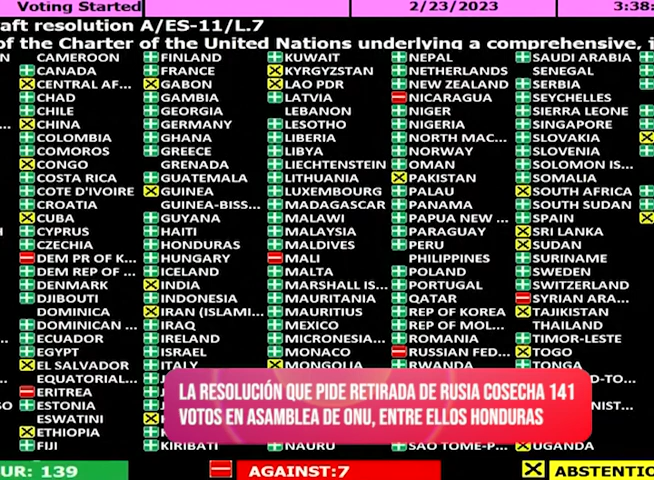 Voting Started 2/23/2023 3:38:
aft resolution A/ES-11/L.7
of the Charter of the United Nations underlying a comprehensive, j
N CAMEROON FINLAND KUWAIT NEPAL SAUDI ARABIA
CANADA FRANCE KYRGYZSTAN NETHERLANDS SENEGAL
CENTRAL AF... GABON LAO PDR NEW ZEALAND SERBIA
CHAD GAMBIA LATVIA NICARAGUA SEYCHELLES
CHILE GEORGIA LEBANON NIGER SIERRA LEONE
CHINA GERMANY LESOTHO NIGERIA SINGAPORE
COLOMBIA GHANA LIBERIA NORTH MAC... SLOVAKIA
COMOROS GREECE LIBYA NORWAY SLOVENIA
CONGO GRENADA LIECHTENSTEIN OMAN SOLOMON IS...
COSTA RICA GUATEMALA LITHUANIA PAKISTAN SOMALIA
COTE D'IVOIRE GUINEA LUXEMBOURG PALAU SOUTH AFRICA
CROATIA GUINEA-BISS... MADAGASCAR PANAMA SOUTH SUDAN
CUBA GUYANA MALAWI PAPUA NEW ... SPAIN
CYPRUS HAITI MALAYSIA PARAGUAY SRI LANKA
CZECHIA HONDURAS MALDIVES PERU SUDAN
DEM PR OF K... HUNGARY MALI PHILIPPINES SURINAME
DEM REP OF ... ICELAND MALTA POLAND SWEDEN
DENMARK INDIA MARSHALL IS... PORTUGAL SWITZERLAND
DJIBOUTI INDONESIA MAURITANIA QATAR SYRIAN ARA...
DOMINICA IRAN (ISLAMI... MAURITIUS REP OF KOREA TAJIKISTAN
DOMINICAN ... IRAQ MEXICO REP OF MOL... THAILAND
ECUADOR IRELAND MICRONESIA... ROMANIA TIMOR-LESTE
EGYPT ISRAEL MONACO RUSSIAN FED... TOGO
EL SALVADOR ITALY MONGOLIA RWANDA TONGA
EQUATORIAL...
ERITREA
ESTONIA
ESWATINI
ETHIOPIA
FIJI KIRIBATI NAURU SAO TOME-P... UGANDA
LA RESOLUCIÓN QUE PIDE RETIRADA DE RUSIA COSECHA 141
VOTOS EN ASAMBLEA DE ONU, ENTRE ELLOS HONDURAS
UR: 139 AGAINST:7 ABSTENTIO